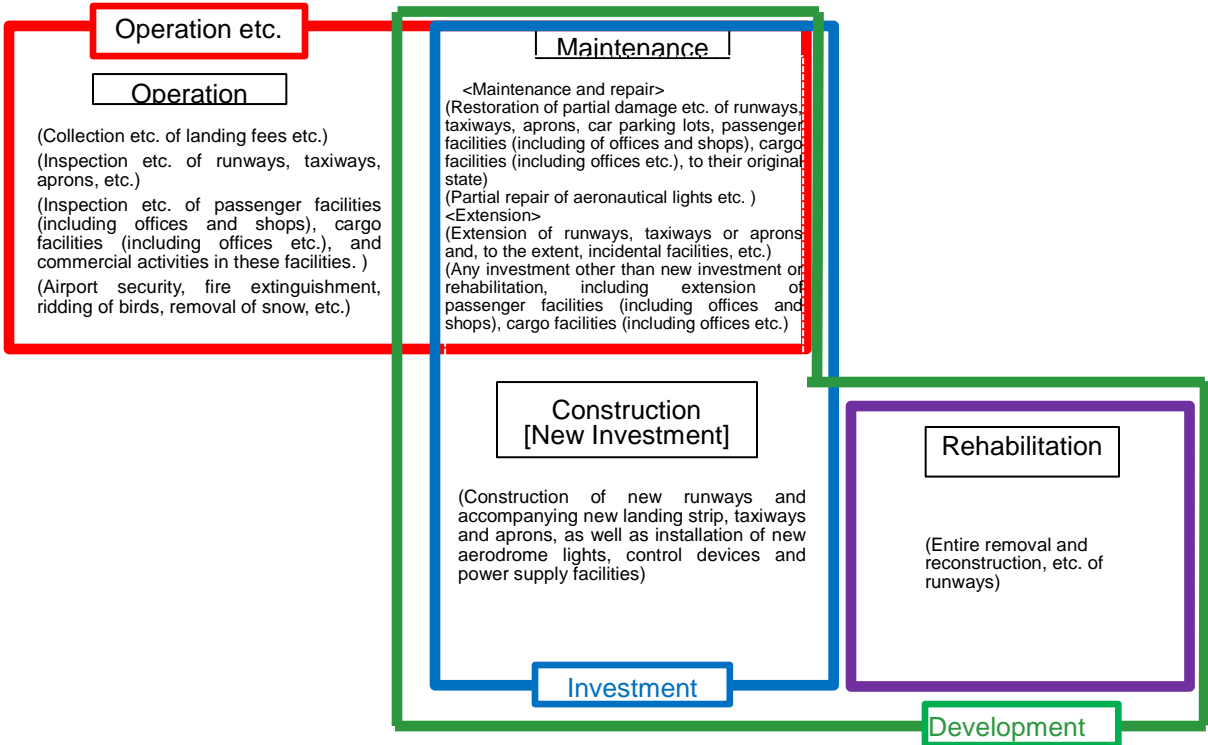 Operation etc.
Operation
(Collection etc. of landing fees etc.)
(Inspection etc. of runways, taxiways,
aprons, etc.)
(Inspection etc. of passenger facilities
(including offices and shops), cargo
facilities (including offices etc.), and
commercial activities in these facilities. )
(Airport security, fire extinguishment,
ridding of birds, removal of snow, etc.)
Maintenance
<Maintenance and repair>
(Restoration of partial damage etc. of runways,
taxiways, aprons, car parking lots, passenger
facilities (including of offices and shops), cargo
facilities (including offices etc.), to their original
state)
(Partial repair of aeronautical lights etc. )
<Extension>
(Extension of runways, taxiways or aprons
and, to the extent, incidental facilities, etc.)
(Any investment other than new investment or
rehabilitation, including extension of
passenger facilities (including offices and
shops), cargo facilities (including offices etc.)
Construction
[New Investment]
(Construction of new runways and
accompanying new landing strip, taxiways
and aprons, as well as installation of new
aerodrome lights, control devices and
power supply facilities)
Investment
Rehabilitation
(Entire removal and
reconstruction, etc. of
runways)
Development